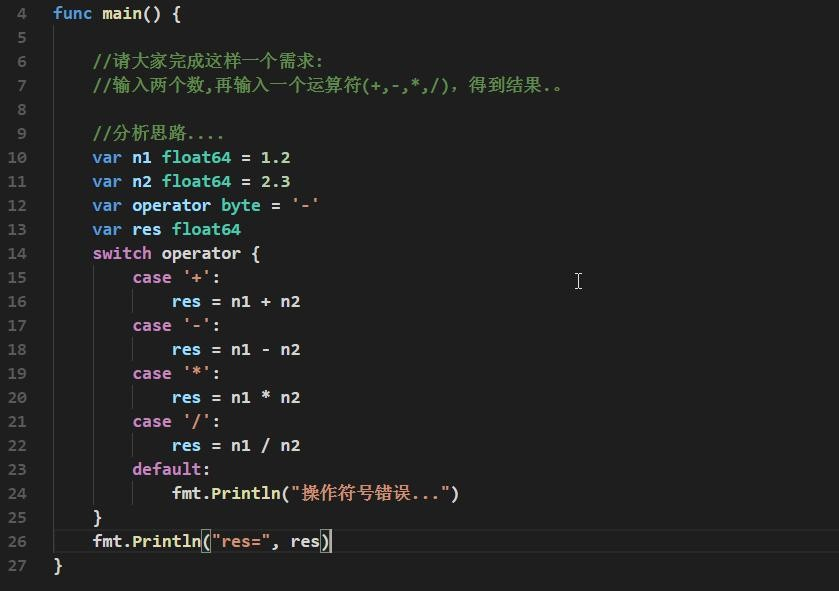 4 func main() {
5
6 //请大家完成这样一个需求:
7 //输入两个数,再输入一个运算符(+,-,*,/)，得到结果.。
8
9 //分析思路....
10 var n1 float64 = 1.2
11 var n2 float64 = 2.3
12 var operator byte = '-'
13 var res float64
14 switch operator {
15 case '+':
16 res = n1 + n2
17 case '-':
18 res = n1 - n2
19 case '*':
20 res = n1 * n2
21 case '/':
22 res = n1 / n2
23 default:
24 fmt.Println("操作符号错误...")
25 }
26 fmt.Println("res=", res)
27 }